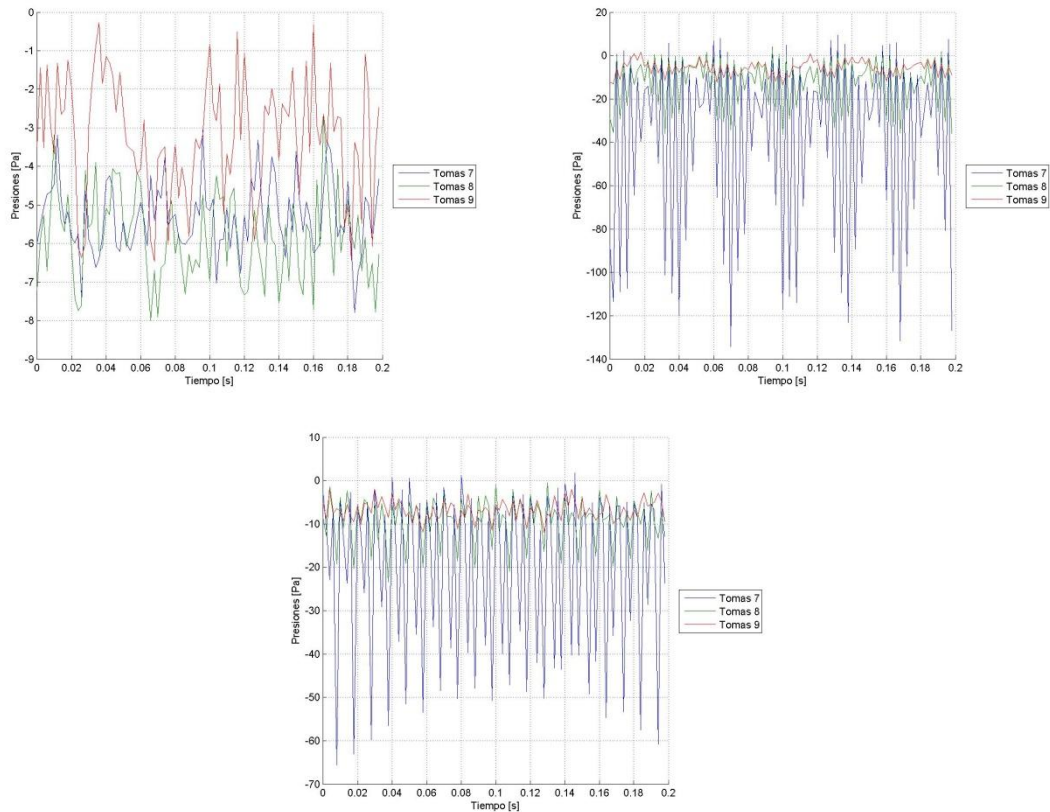 0
-1
-2
-3
-4
-5
-6
-7
-8
-9
Presiones [Pa]
0 0.02 0.04 0.06 0.08 0.1 0.12 0.14 0.16 0.18 0.2
Tiempo [s]
Tomas 7
Tomas 8
Tomas 9
20
0
-20
-40
-60
-80
-100
-120
-140
Presiones [Pa]
0 0.02 0.04 0.06 0.08 0.1 0.12 0.14 0.16 0.18 0.2
Tiempo [s]
Tomas 7
Tomas 8
Tomas 9
10
0
-10
-20
-30
-40
-50
-60
-70
Presiones [Pa]
0 0.02 0.04 0.06 0.08 0.1 0.12 0.14 0.16 0.18 0.2
Tiempo [s]
Tomas 7
Tomas 8
Tomas 9